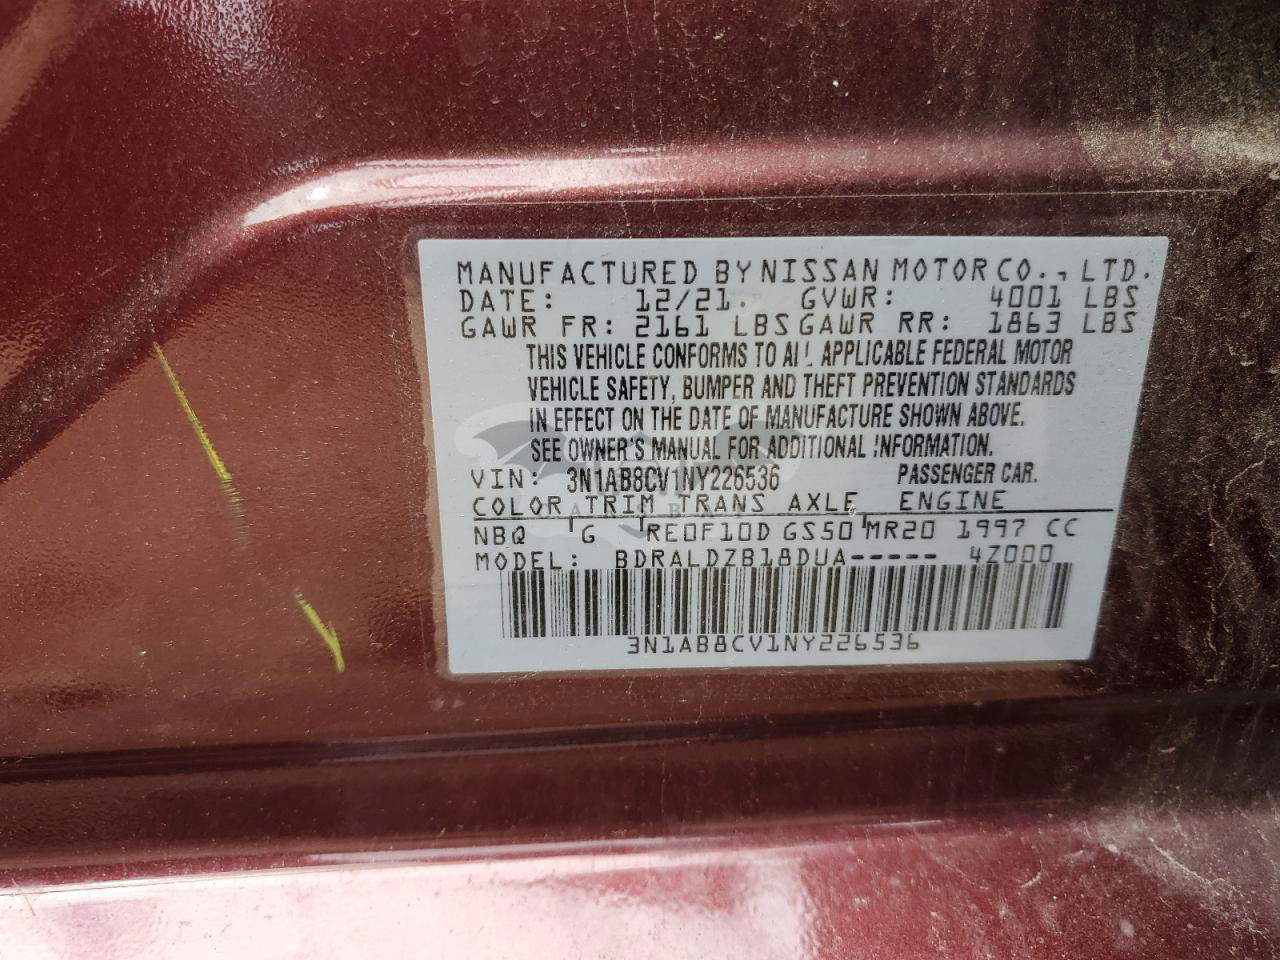 MANUFACTURED BY NISSAN MOTOR CO., LTD.
DATE: 12/21. GVWR: 4001 LBS
GAWR FR: 2161 LBS GAWR RR: 1863 LBS
THIS VEHICLE CONFORMS TO ALL APPLICABLE FEDERAL MOTOR
VEHICLE SAFETY, BUMPER AND THEFT PREVENTION STANDARDS
IN EFFECT ON THE DATE OF MANUFACTURE SHOWN ABOVE.
SEE OWNER'S MANUAL FOR ADDITIONAL INFORMATION.
VIN: 3N1AB8CV1NY226536 PASSENGER CAR.
COLOR TRIM TRANS AXLE ENGINE
NBQ G RE0F10D GS50 MR20 1997 CC
MODEL: BDRALDZB18DUA----- 4Z000
3N1AB8CV1NY226536